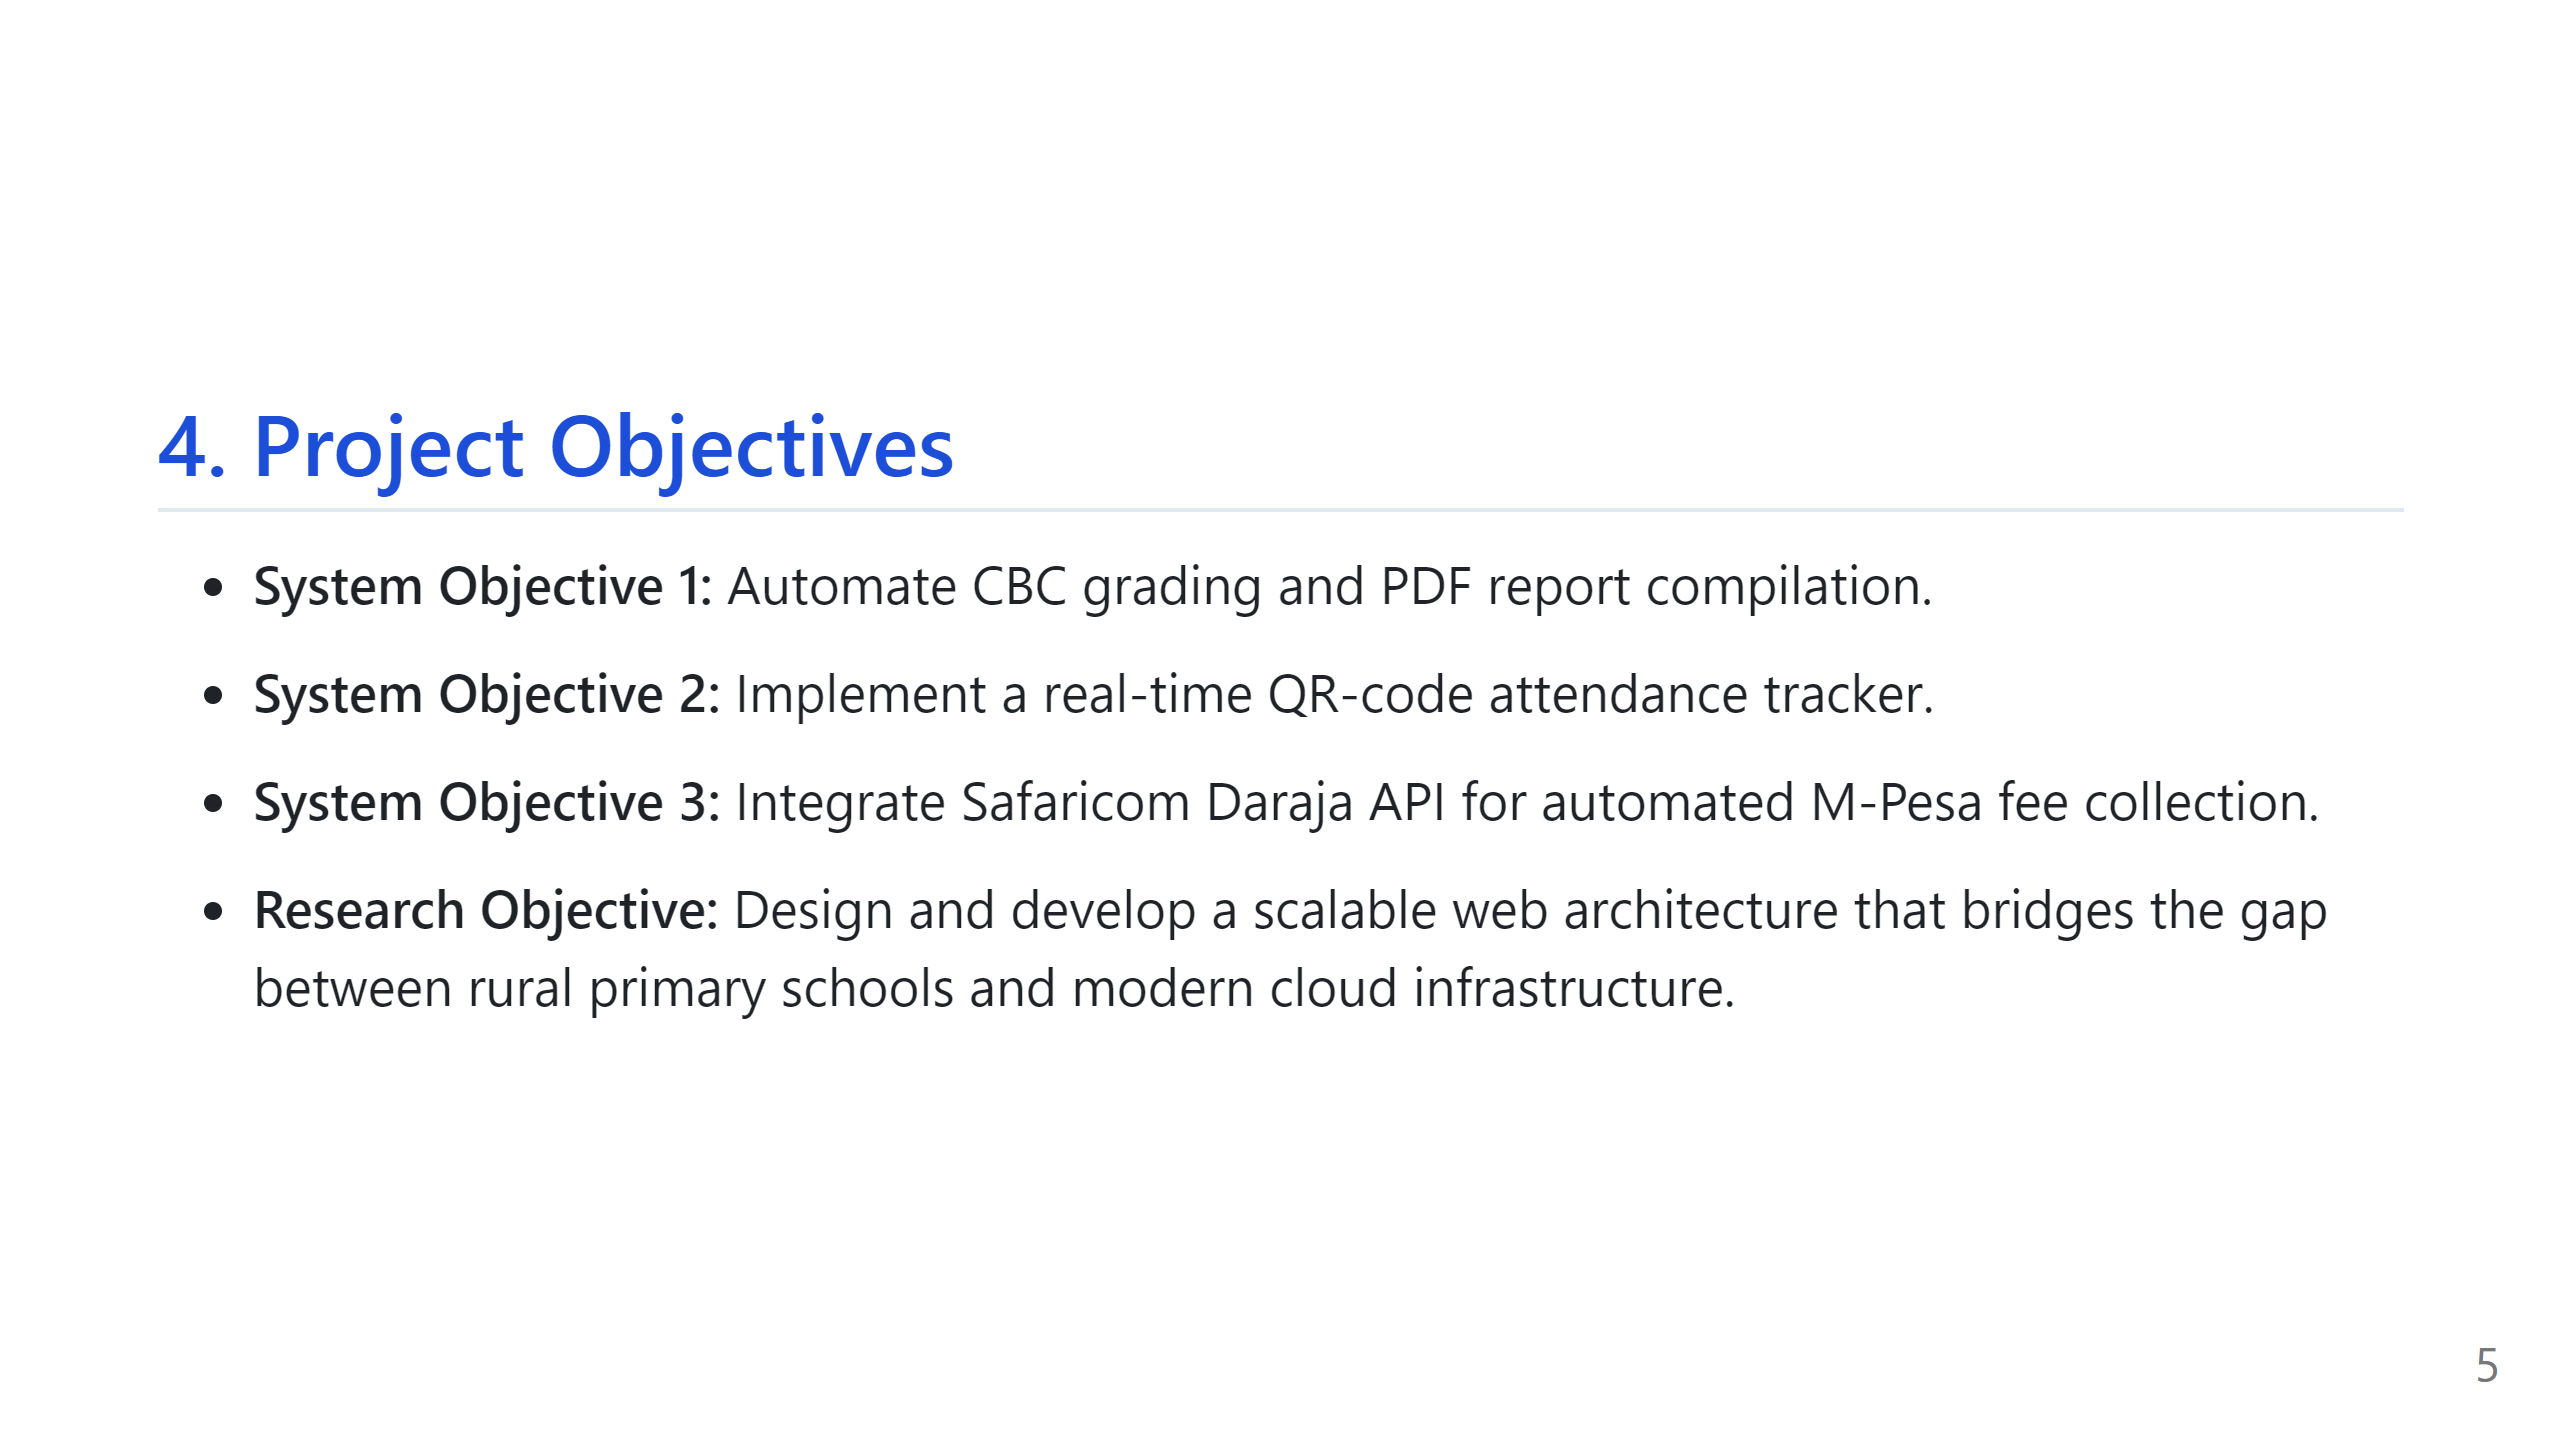 4. Project Objectives
• System Objective 1: Automate CBC grading and PDF report compilation.
• System Objective 2: Implement a real-time QR-code attendance tracker.
• System Objective 3: Integrate Safaricom Daraja API for automated M-Pesa fee collection.
• Research Objective: Design and develop a scalable web architecture that bridges the gap
between rural primary schools and modern cloud infrastructure.
5